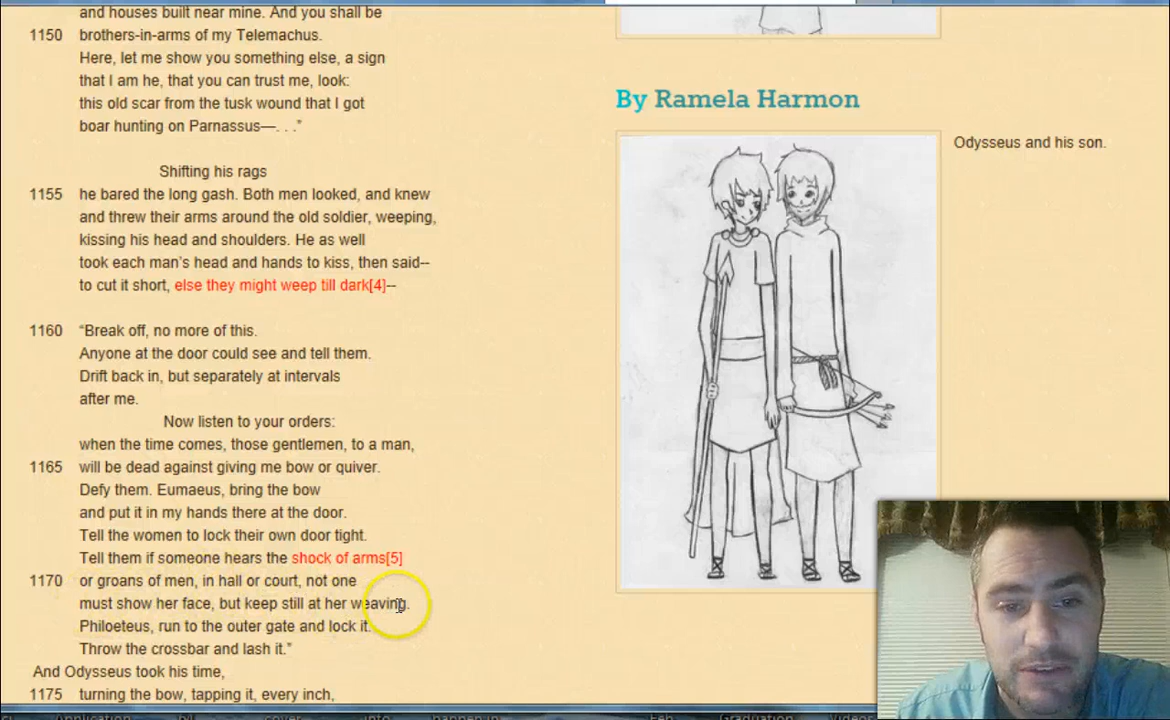 and houses built near mine. And you shall be
1150 brothers-in-arms of my Telemachus.
Here, let me show you something else, a sign
that I am he, that you can trust me, look:
this old scar from the tusk wound that I got
boar hunting on Parnassus—. . .”
Shifting his rags
1155 he bared the long gash. Both men looked, and knew
and threw their arms around the old soldier, weeping,
kissing his head and shoulders. He as well
took each man’s head and hands to kiss, then said--
to cut it short, else they might weep till dark[4]--
1160 “Break off, no more of this.
Anyone at the door could see and tell them.
Drift back in, but separately at intervals
after me.
Now listen to your orders:
when the time comes, those gentlemen, to a man,
1165 will be dead against giving me bow or quiver.
Defy them. Eumaeus, bring the bow
and put it in my hands there at the door.
Tell the women to lock their own door tight.
Tell them if someone hears the shock of arms[5]
1170 or groans of men, in hall or court, not one
must show her face, but keep still at her weaving.
Philoeteus, run to the outer gate and lock it.
Throw the crossbar and lash it.”
And Odysseus took his time,
1175 turning the bow, tapping it, every inch,
By Ramela Harmon
Odysseus and his son.